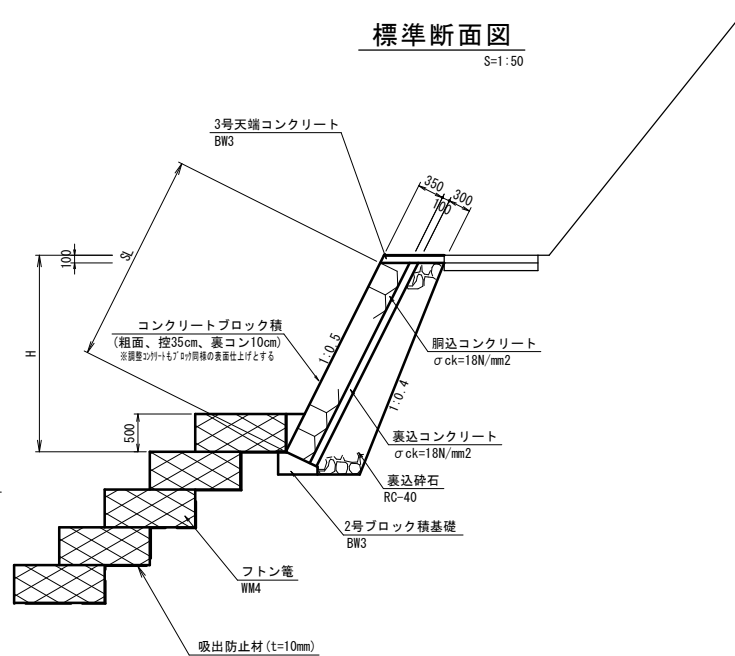 標準断面図
S=1:50
3号天端コンクリート
BW3
350
100
300
100
SL
H
コンクリートブロック積
(粗面、控35cm、裏コン10cm)
※調整コンクリートもブロック同様の表面仕上げとする
1:0.5
胴込コンクリート
σck=18N/mm2
1:0.4
500
裏込コンクリート
σck=18N/mm2
裏込砕石
RC-40
2号ブロック積基礎
BW3
フトン篭
WM4
吸出防止材(t=10mm)